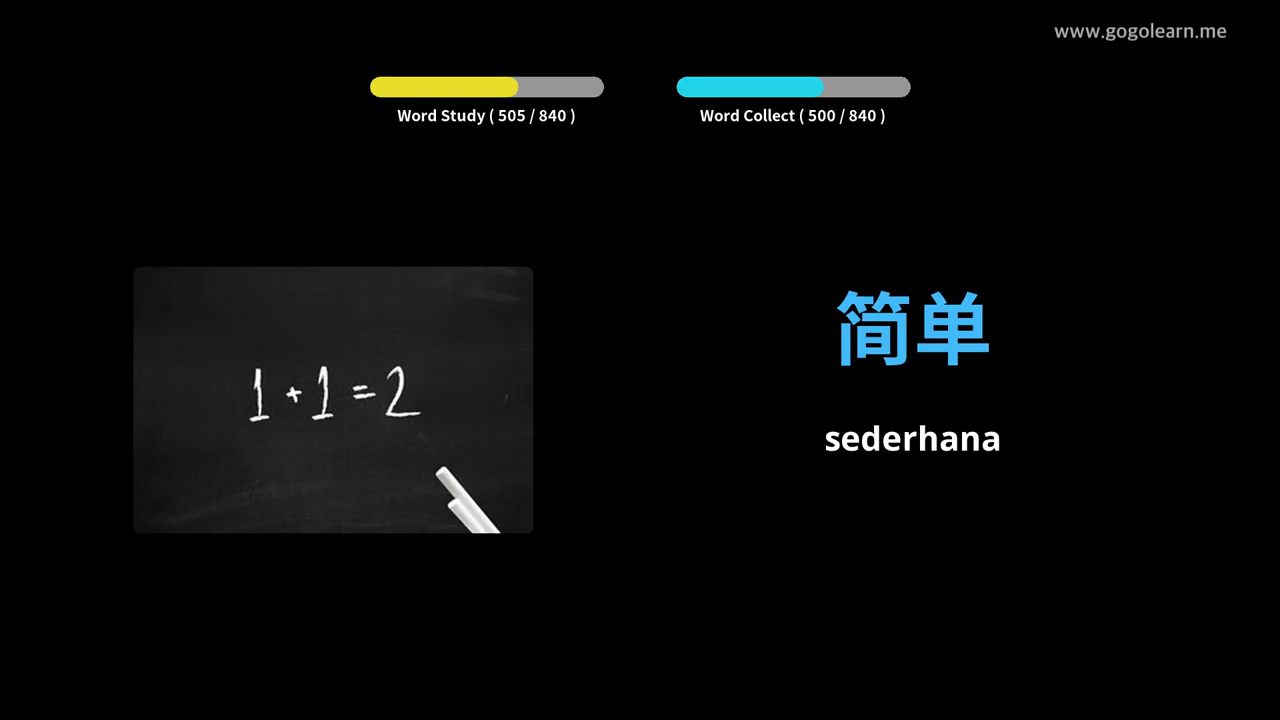 www.gogolearn.me
Word Study ( 505 / 840 )
Word Collect ( 500 / 840 )
1 + 1 = 2
简单
sederhana